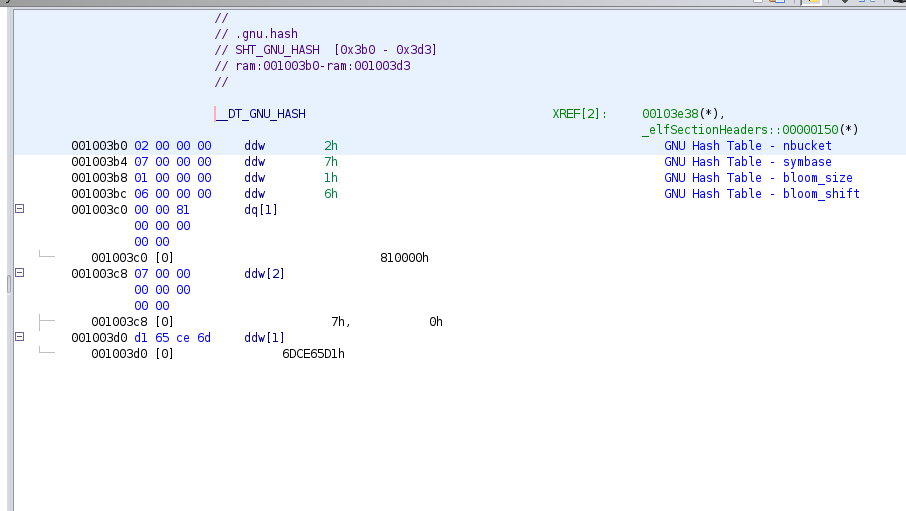 //
// .gnu.hash
// SHT_GNU_HASH  [0x3b0 - 0x3d3]
// ram:001003b0-ram:001003d3
//
__DT_GNU_HASH XREF[2]: 00103e38(*),
_elfSectionHeaders::00000150(*)
001003b0 02 00 00 00 ddw 2h GNU Hash Table - nbucket
001003b4 07 00 00 00 ddw 7h GNU Hash Table - symbase
001003b8 01 00 00 00 ddw 1h GNU Hash Table - bloom_size
001003bc 06 00 00 00 ddw 6h GNU Hash Table - bloom_shift
001003c0 00 00 81 dq[1]
00 00 00
00 00
001003c0 [0] 810000h
001003c8 07 00 00 ddw[2]
00 00 00
00 00
001003c8 [0] 7h, 0h
001003d0 d1 65 ce 6d ddw[1]
001003d0 [0] 6DCE65D1h